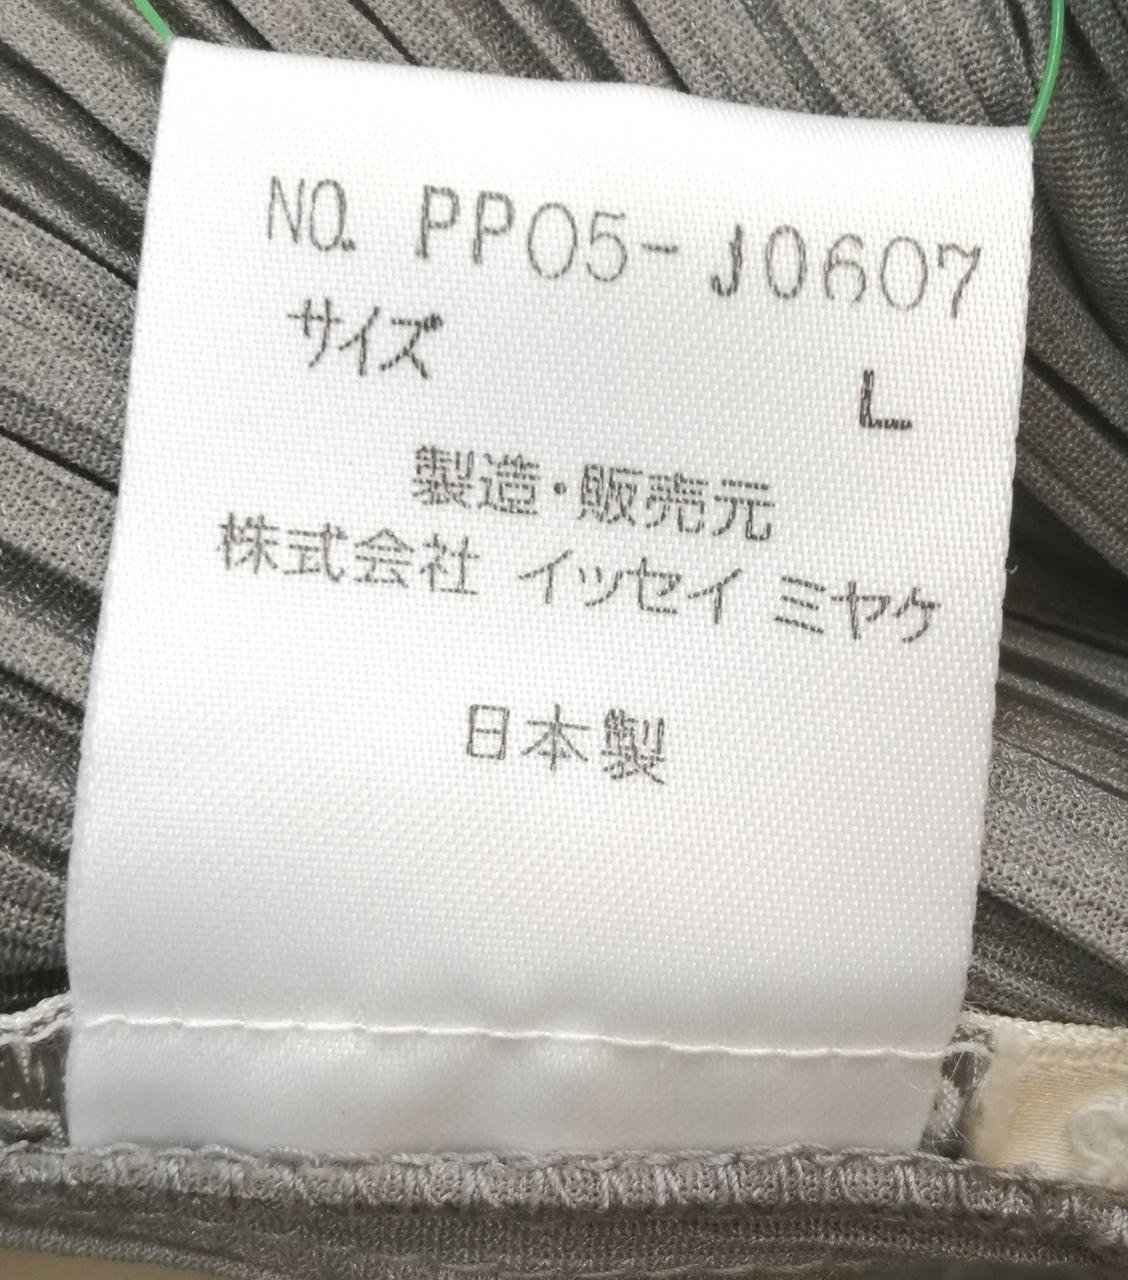 NO. PP05-J0607
サイズ L
製造・販売元
株式会社 イッセイ ミヤケ
日本製